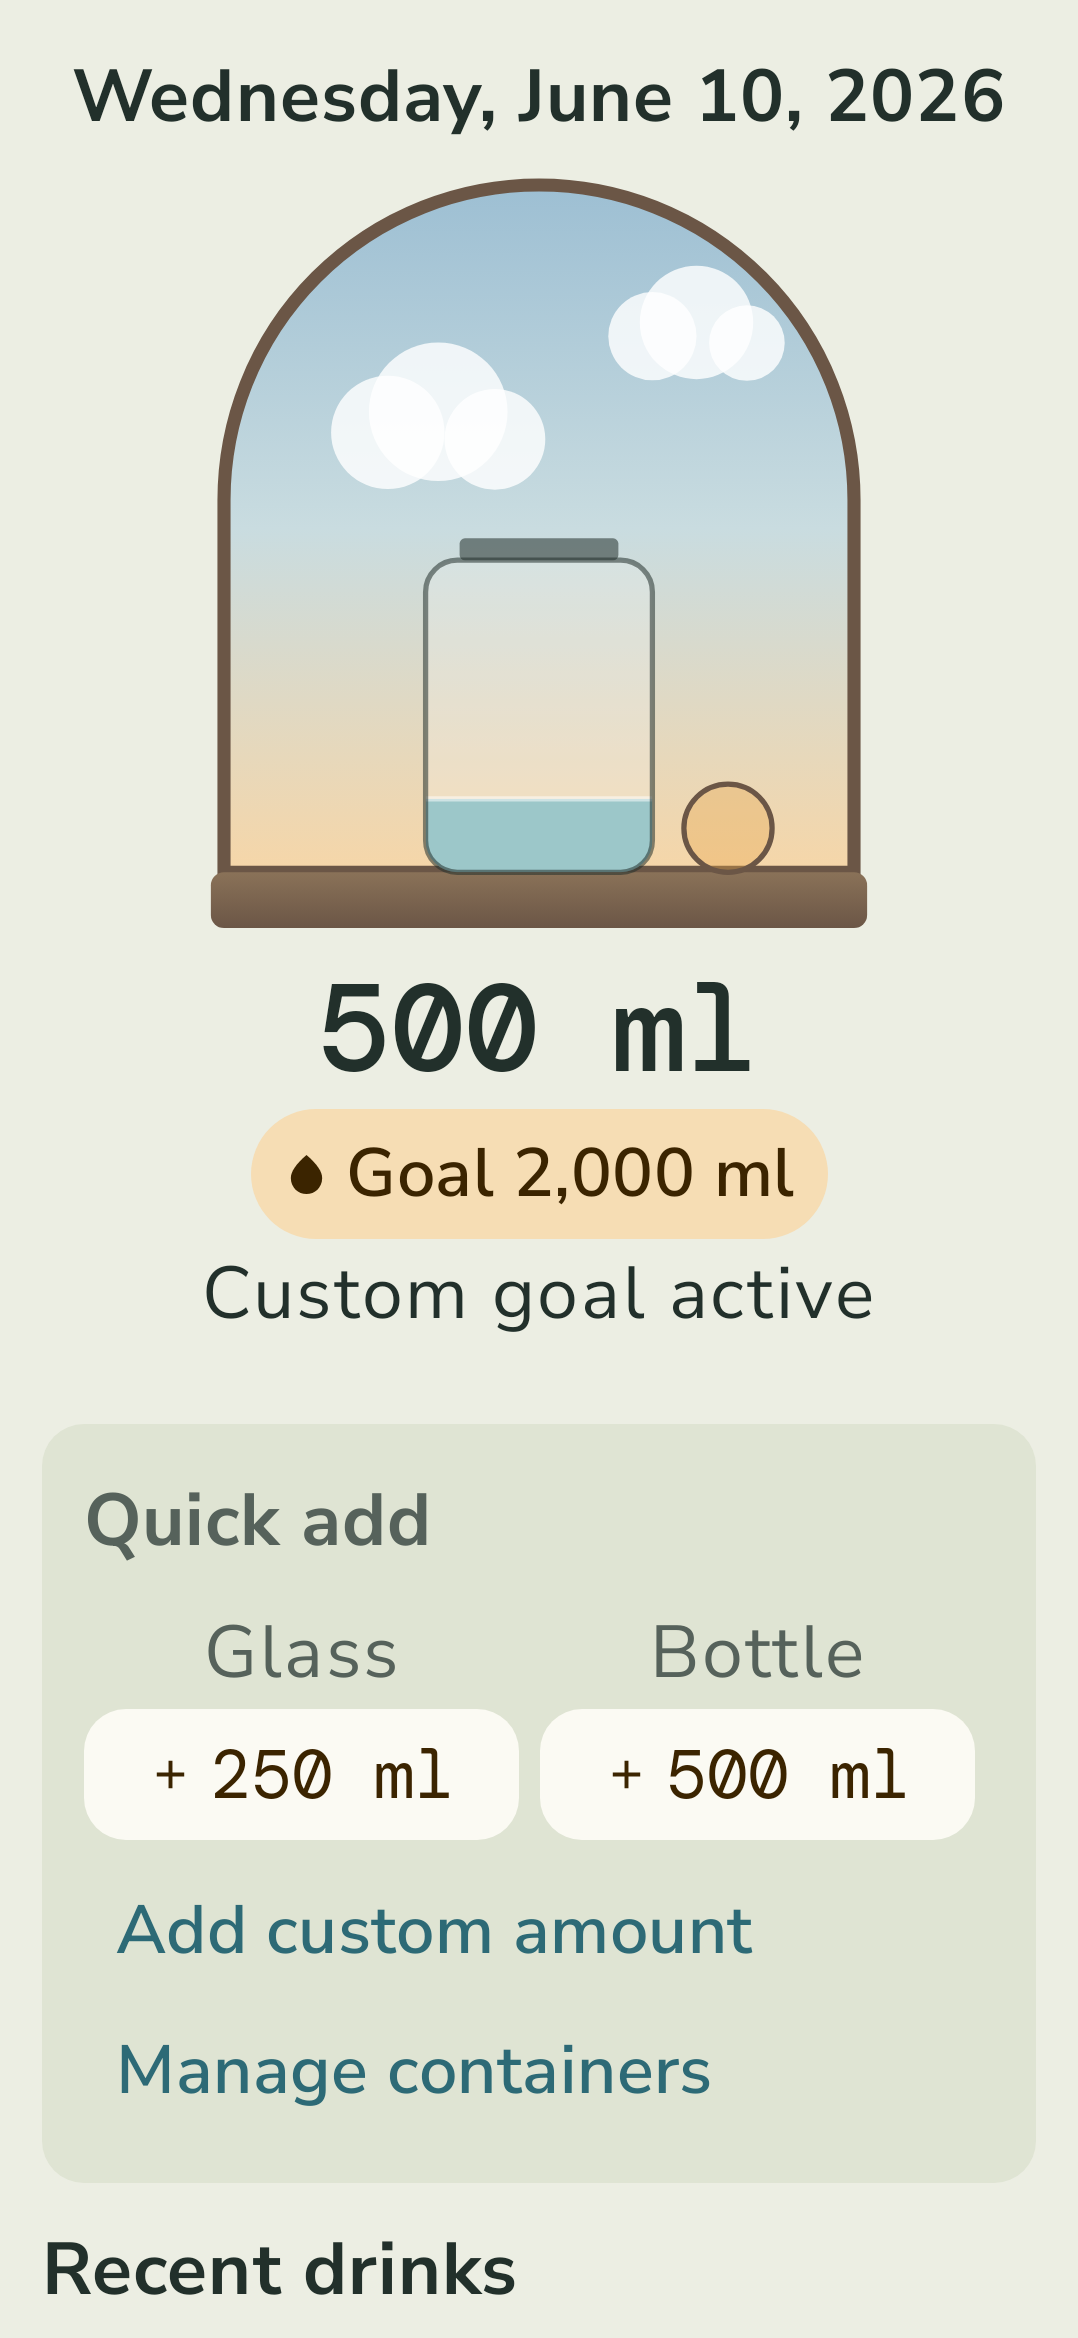 Wednesday, June 10, 2026
500 ml
Goal 2,000 ml
Custom goal active
Quick add
Glass Bottle
+ 250 ml + 500 ml
Add custom amount
Manage containers
Recent drinks